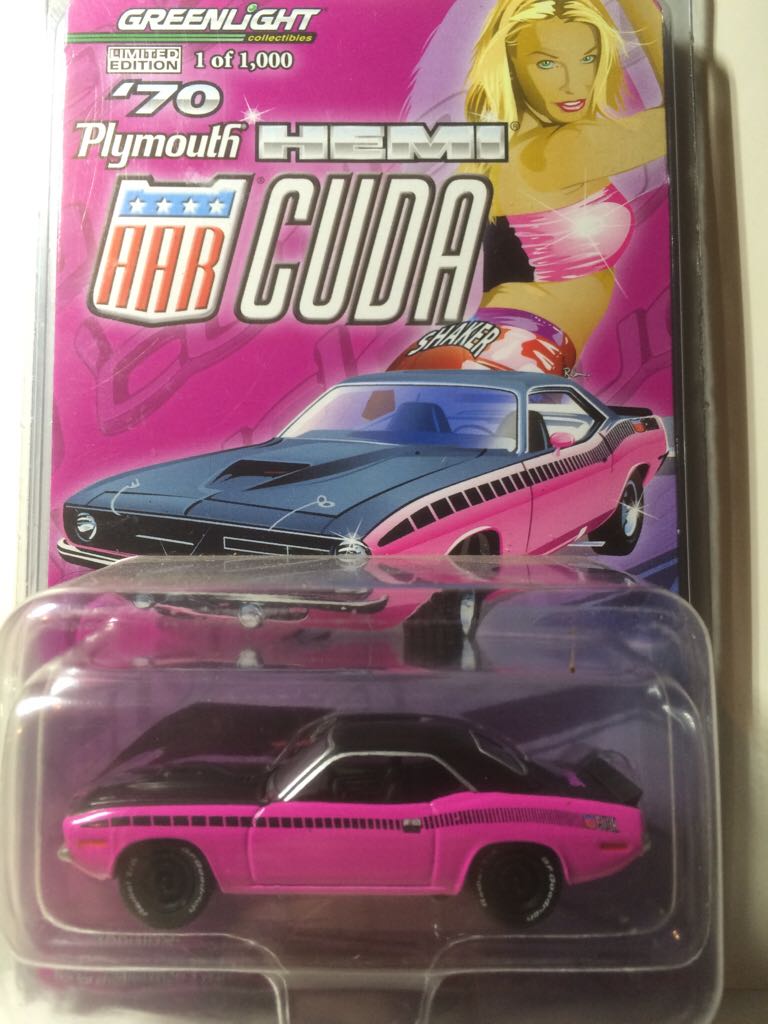 GREENLIGHT
collectibles
LIMITED
EDITION
1 of 1,000
'70
Plymouth® HEMI®
AAR® CUDA
SHAKER